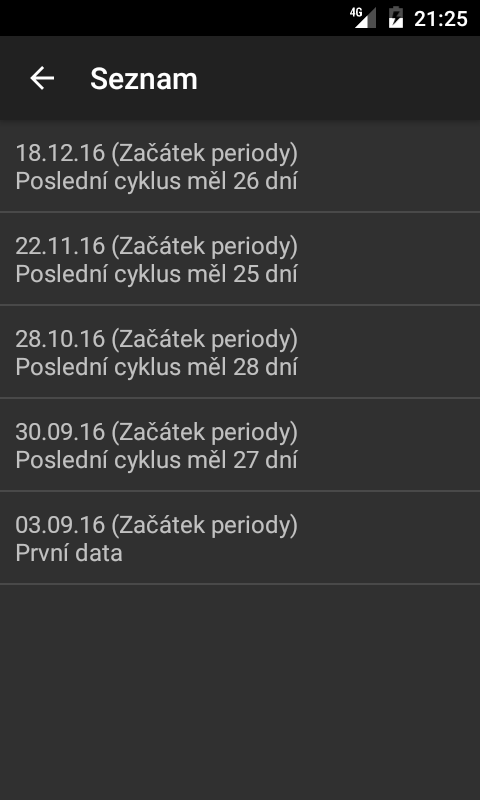 4G 21:25
Seznam
18.12.16 (Začátek periody)
Poslední cyklus měl 26 dní
22.11.16 (Začátek periody)
Poslední cyklus měl 25 dní
28.10.16 (Začátek periody)
Poslední cyklus měl 28 dní
30.09.16 (Začátek periody)
Poslední cyklus měl 27 dní
03.09.16 (Začátek periody)
První data